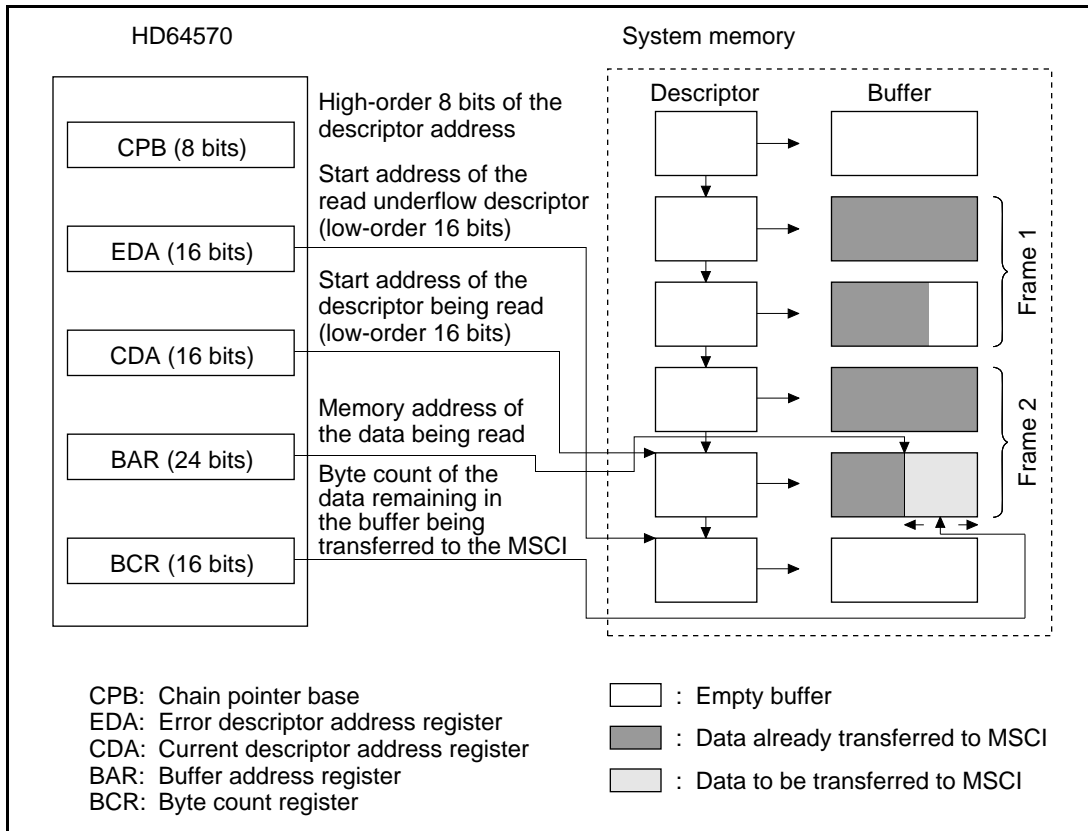 HD64570
System memory
Descriptor
Buffer
CPB (8 bits)
High-order 8 bits of the
descriptor address
EDA (16 bits)
Start address of the
read underflow descriptor
(low-order 16 bits)
CDA (16 bits)
Start address of the
descriptor being read
(low-order 16 bits)
BAR (24 bits)
Memory address of
the data being read
BCR (16 bits)
Byte count of the
data remaining in
the buffer being
transferred to the MSCI
Frame 1
Frame 2
CPB: Chain pointer base
EDA: Error descriptor address register
CDA: Current descriptor address register
BAR: Buffer address register
BCR: Byte count register
: Empty buffer
: Data already transferred to MSCI
: Data to be transferred to MSCI